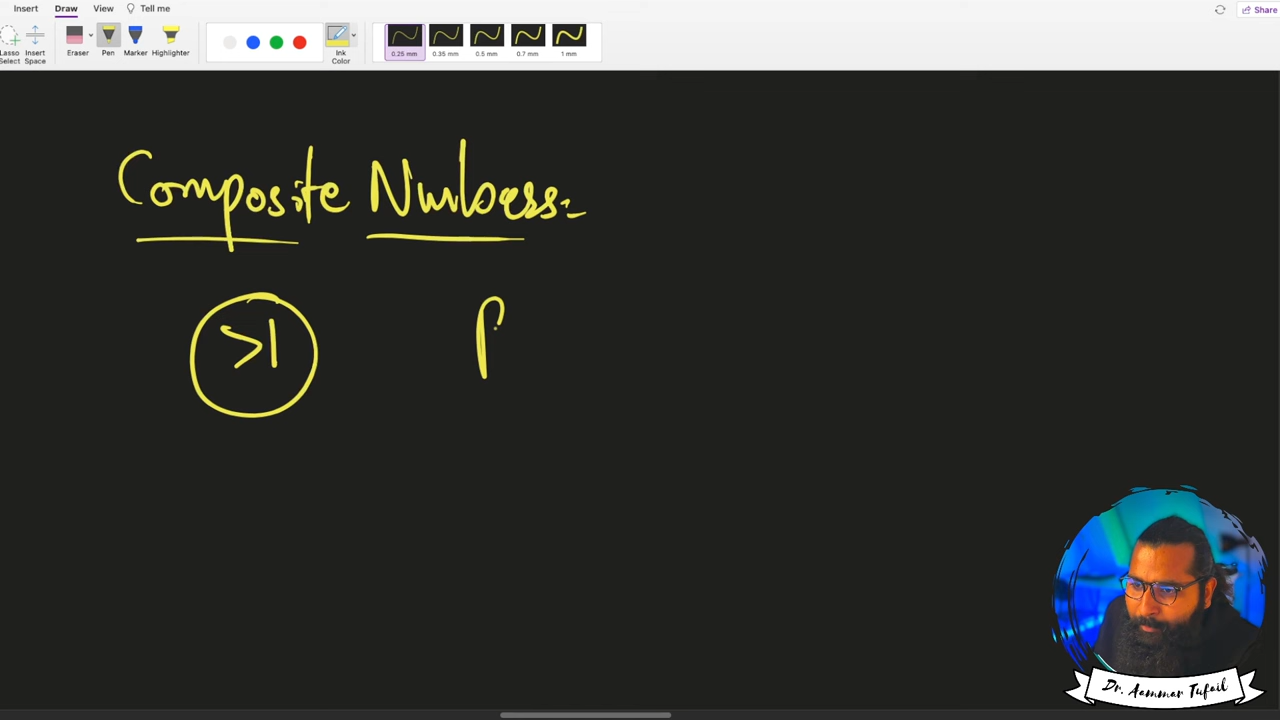 Insert Draw View Tell me
Share
Lasso Select
Insert Space
Eraser
Pen
Marker
Highlighter
Ink Color
0.25 mm
0.35 mm
0.5 mm
0.7 mm
1 mm
Composite Numbers:
>1 P
Dr. Aammar Tufail